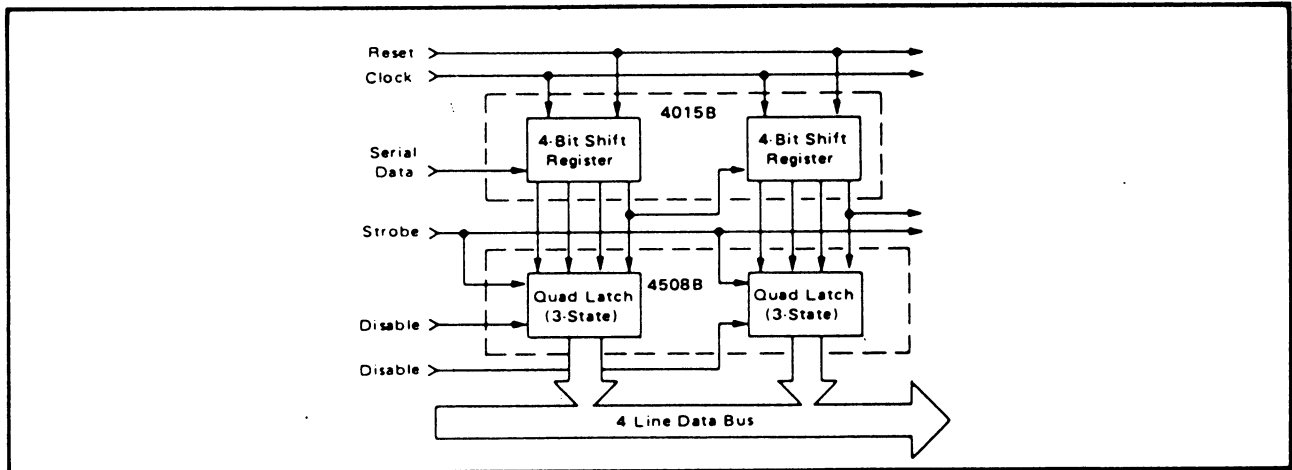 Reset
Clock
4015B
4-Bit Shift
Register
4-Bit Shift
Register
Serial
Data
Strobe
4508B
Quad Latch
(3-State)
Quad Latch
(3-State)
Disable
Disable
4 Line Data Bus